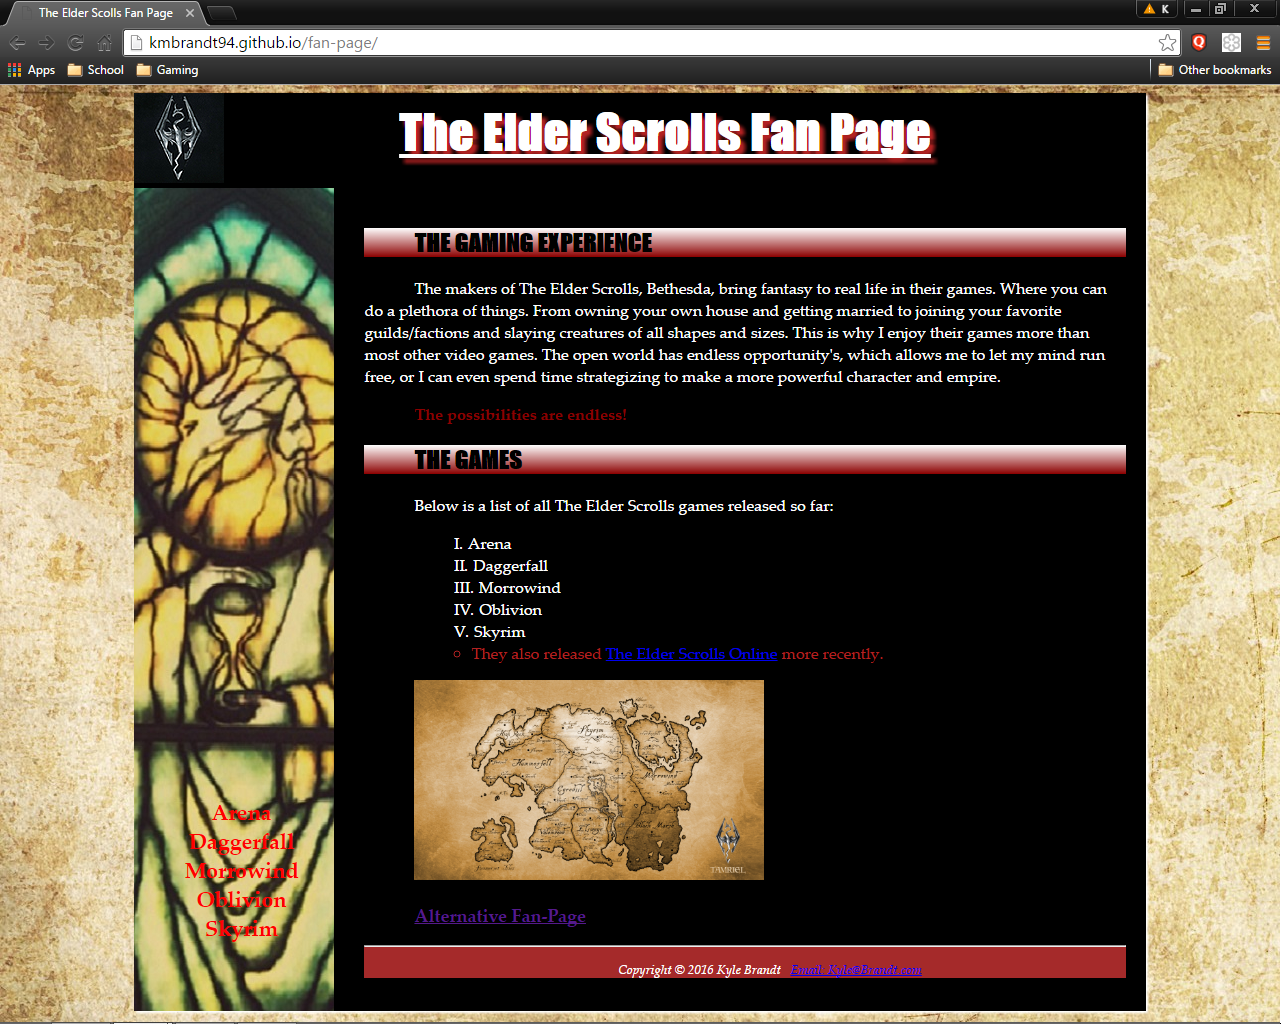 The Elder Scolls Fan Page
K
kmbrandt94.github.io/fan-page/
Apps School Gaming Other bookmarks
The Elder Scrolls Fan Page
THE GAMING EXPERIENCE
The makers of The Elder Scrolls, Bethesda, bring fantasy to real life in their games. Where you can
do a plethora of things. From owning your own house and getting married to joining your favorite
guilds/factions and slaying creatures of all shapes and sizes. This is why I enjoy their games more than
most other video games. The open world has endless opportunity's, which allows me to let my mind run
free, or I can even spend time strategizing to make a more powerful character and empire.
The possibilities are endless!
THE GAMES
Below is a list of all The Elder Scrolls games released so far:
I. Arena
II. Daggerfall
III. Morrowind
IV. Oblivion
V. Skyrim
They also released The Elder Scrolls Online more recently.
Skyrim
Hammerfell
Morrowind
Cyrodiil
Elsweyr
Black Marsh
TAMRIEL
Arena
Daggerfall
Morrowind
Oblivion
Skyrim
Alternative Fan-Page
Copyright © 2016 Kyle Brandt Email: Kyle@Brandt.com